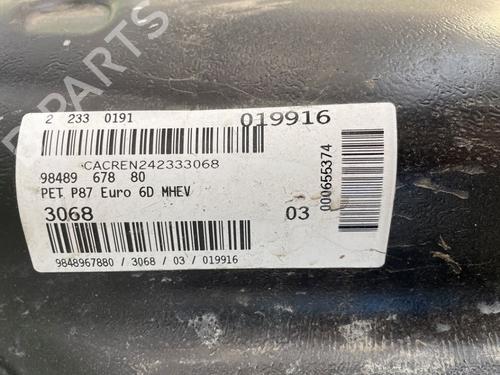 2 233 0191
019916
CACREN242333068
98489 678 80
PET P87 Euro 6D MHEV
3068
03
000655374
9848967880 / 3068 / 03 / 019916
B-PARTS